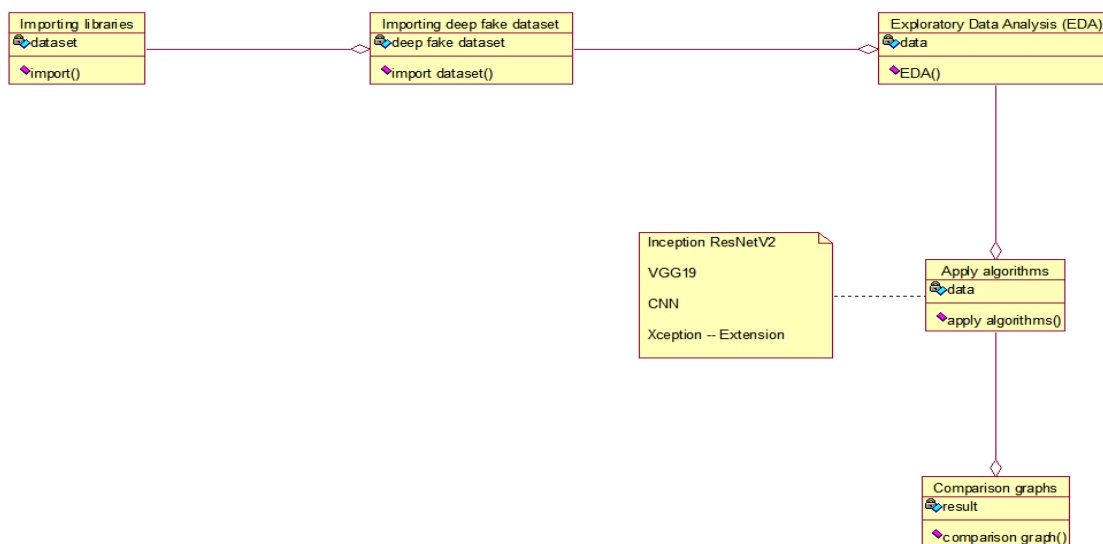 Importing libraries
dataset
import()
Importing deep fake dataset
deep fake dataset
import dataset()
Exploratory Data Analysis (EDA)
data
EDA()
Inception ResNetV2
VGG19
CNN
Xception -- Extension
Apply algorithms
data
apply algorithms()
Comparison graphs
result
comparison graph()